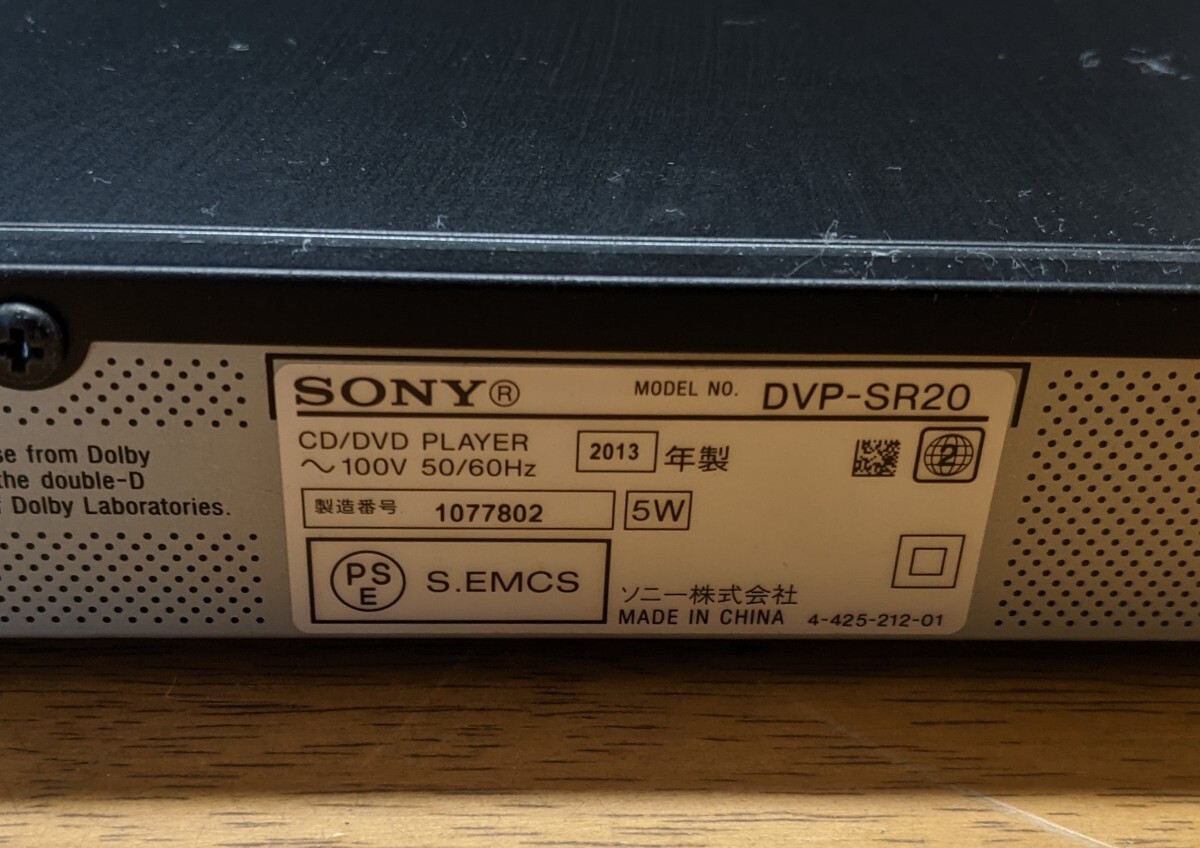 se from Dolby
the double-D
f Dolby Laboratories.
SONY® MODEL NO. DVP-SR20
CD/DVD PLAYER
～100V 50/60Hz
2013 年製
2
製造番号 1077802 5W
PSE S.EMCS
ソニー株式会社
MADE IN CHINA 4-425-212-01